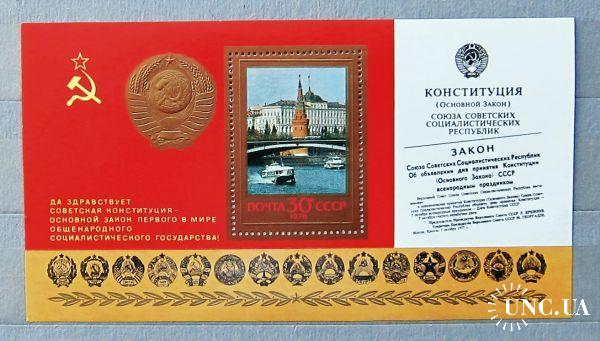 ДА ЗДРАВСТВУЕТ
СОВЕТСКАЯ КОНСТИТУЦИЯ–
ОСНОВНОЙ ЗАКОН ПЕРВОГО В МИРЕ
ОБЩЕНАРОДНОГО
СОЦИАЛИСТИЧЕСКОГО ГОСУДАРСТВА!
ПОЧТА 30К СССР
1978
КОНСТИТУЦИЯ
(ОСНОВНОЙ ЗАКОН)
СОЮЗА СОВЕТСКИХ
СОЦИАЛИСТИЧЕСКИХ
РЕСПУБЛИК
ЗАКОН
Союза Советских Социалистических Республик
Об объявлении дня принятия Конституции
(Основного Закона) СССР
всенародным праздником
UNC.UA